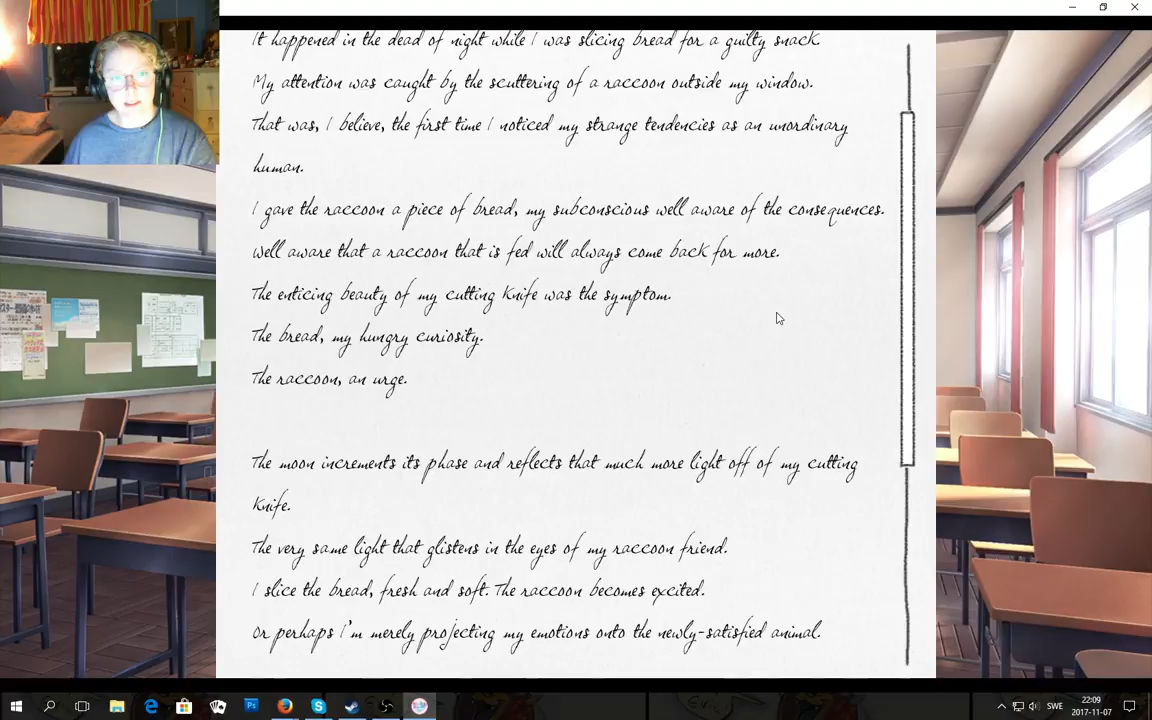 It happened in the dead of night while I was slicing bread for a guilty snack.
My attention was caught by the scuttering of a raccoon outside my window.
That was, I believe, the first time I noticed my strange tendencies as an unordinary
human.
I gave the raccoon a piece of bread, my subconscious well aware of the consequences.
Well aware that a raccoon that is fed will always come back for more.
The enticing beauty of my cutting knife was the symptom.
The bread, my hungry curiosity.
The raccoon, an urge.
The moon increments its phase and reflects that much more light off of my cutting
knife.
The very same light that glistens in the eyes of my raccoon friend.
I slice the bread, fresh and soft. The raccoon becomes excited.
Or perhaps I'm merely projecting my emotions onto the newly-satisfied animal.
SWE
22:09
2017-11-07